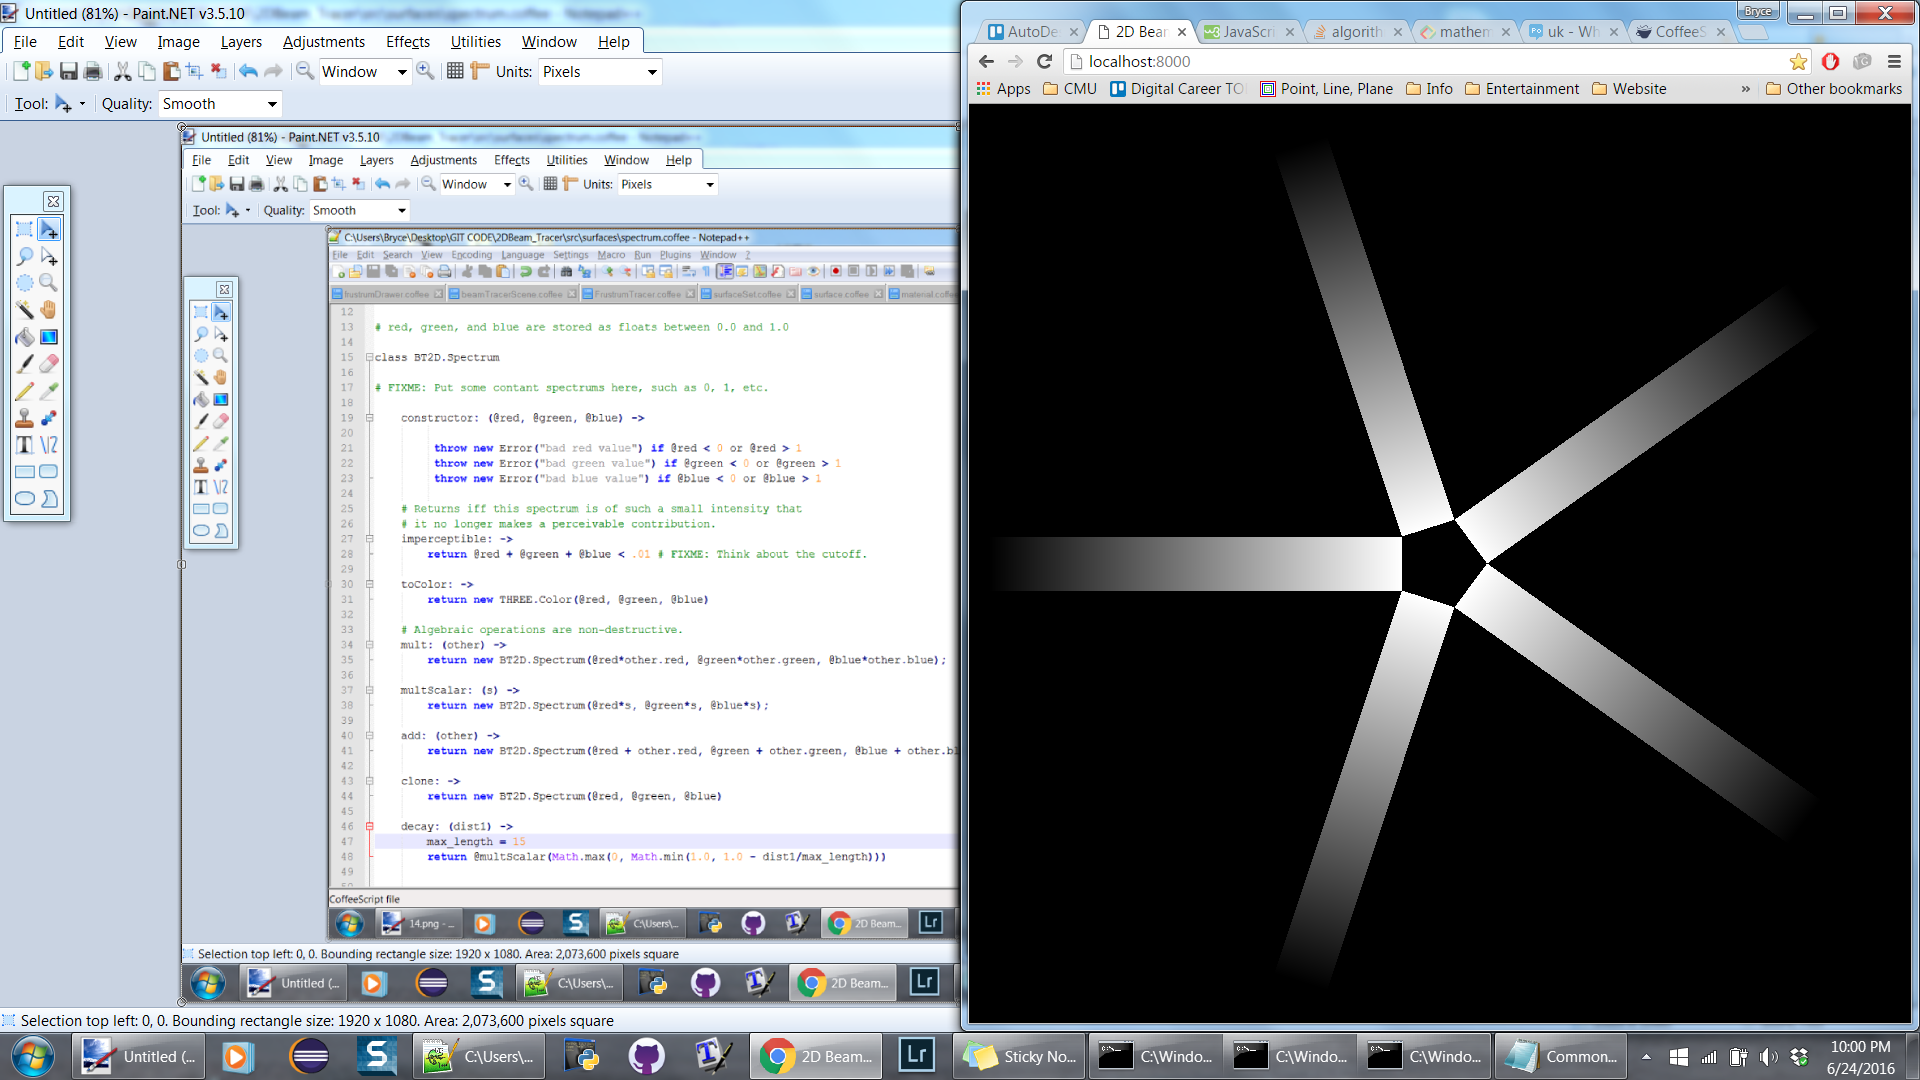 Untitled (81%) - Paint.NET v3.5.10
File Edit View Image Layers Adjustments Effects Utilities Window Help
Window Units: Pixels
Tool: Quality: Smooth
Untitled (81%) - Paint.NET v3.5.10
File Edit View Image Layers Adjustments Effects Utilities Window Help
Window Units: Pixels
Tool: Quality: Smooth
C:\Users\Bryce\Desktop\GIT CODE\2DBeam_Tracer\src\surfaces\spectrum.coffee - Notepad++
File Edit Search View Encoding Language Settings Macro Run Plugins Window ?
frustrumDrawer.coffee beamTracerScene.coffee FrustrumTracer.coffee surfaceSet.coffee surface.coffee material.coffee
12
13 # red, green, and blue are stored as floats between 0.0 and 1.0
14
15 class BT2D.Spectrum
16
17 # FIXME: Put some contant spectrums here, such as 0, 1, etc.
18
19 constructor: (@red, @green, @blue) ->
20
21 throw new Error("bad red value") if @red < 0 or @red > 1
22 throw new Error("bad green value") if @green < 0 or @green > 1
23 throw new Error("bad blue value") if @blue < 0 or @blue > 1
24
25 # Returns iff this spectrum is of such a small intensity that
26 # it no longer makes a perceivable contribution.
27 imperceptible: ->
28 return @red + @green + @blue < .01 # FIXME: Think about the cutoff.
29
30 toColor: ->
31 return new THREE.Color(@red, @green, @blue)
32
33 # Algebraic operations are non-destructive.
34 mult: (other) ->
35 return new BT2D.Spectrum(@red*other.red, @green*other.green, @blue*other.blue);
36
37 multScalar: (s) ->
38 return new BT2D.Spectrum(@red*s, @green*s, @blue*s);
39
40 add: (other) ->
41 return new BT2D.Spectrum(@red + other.red, @green + other.green, @blue + other.bl
42
43 clone: ->
44 return new BT2D.Spectrum(@red, @green, @blue)
45
46 decay: (dist1) ->
47 max_length = 15
48 return @multScalar(Math.max(0, Math.min(1.0, 1.0 - dist1/max_length)))
49
50
CoffeeScript file
14.png - ... C:\Users\... 2D Beam... Lr
Selection top left: 0, 0. Bounding rectangle size: 1920 x 1080. Area: 2,073,600 pixels square
Untitled (... C:\Users\... 2D Beam... Lr
Selection top left: 0, 0. Bounding rectangle size: 1920 x 1080. Area: 2,073,600 pixels square
Bryce
AutoDe 2D Bear JavaScri algorith mathem uk - Wh CoffeeS
localhost:8000
Apps CMU Digital Career TO Point, Line, Plane Info Entertainment Website » Other bookmarks
Untitled (... C:\Users\... 2D Beam... Lr Sticky No... C:\Windo... C:\Windo... C:\Windo... Common...
10:00 PM
6/24/2016